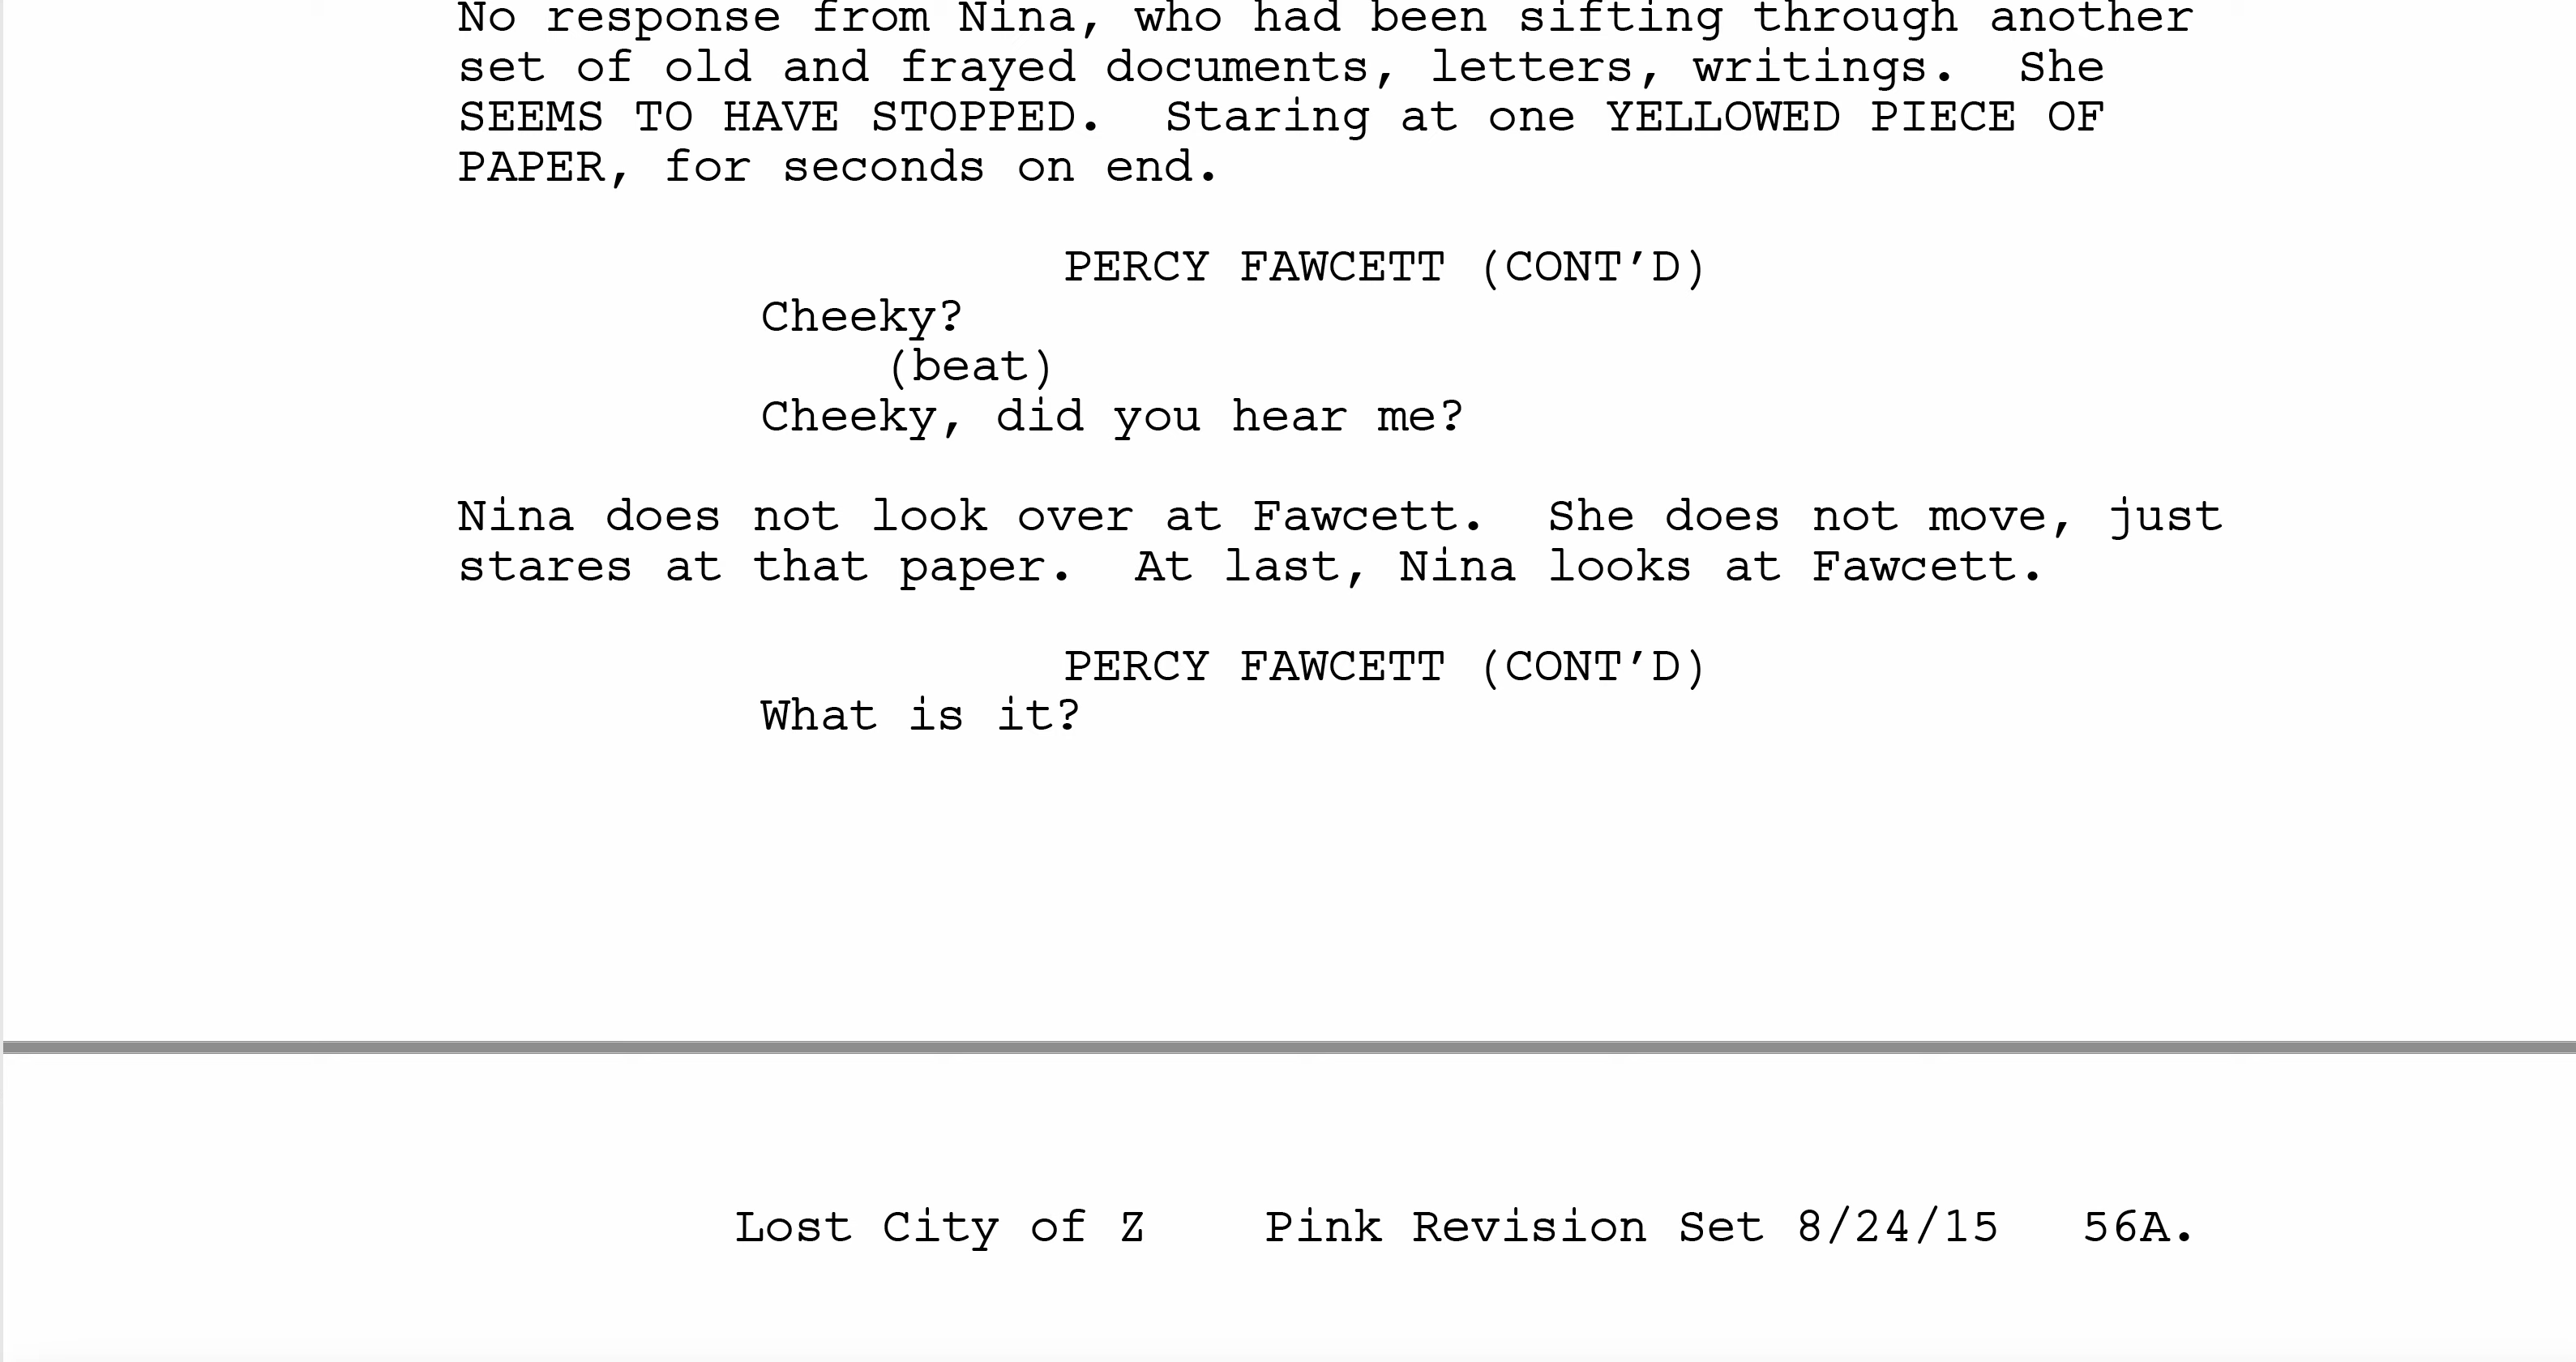 No response from Nina, who had been sifting through another
set of old and frayed documents, letters, writings.  She
SEEMS TO HAVE STOPPED.  Staring at one YELLOWED PIECE OF
PAPER, for seconds on end.
PERCY FAWCETT (CONT’D)
Cheeky?
(beat)
Cheeky, did you hear me?
Nina does not look over at Fawcett.  She does not move, just
stares at that paper.  At last, Nina looks at Fawcett.
PERCY FAWCETT (CONT’D)
What is it?
Lost City of Z    Pink Revision Set 8/24/15   56A.